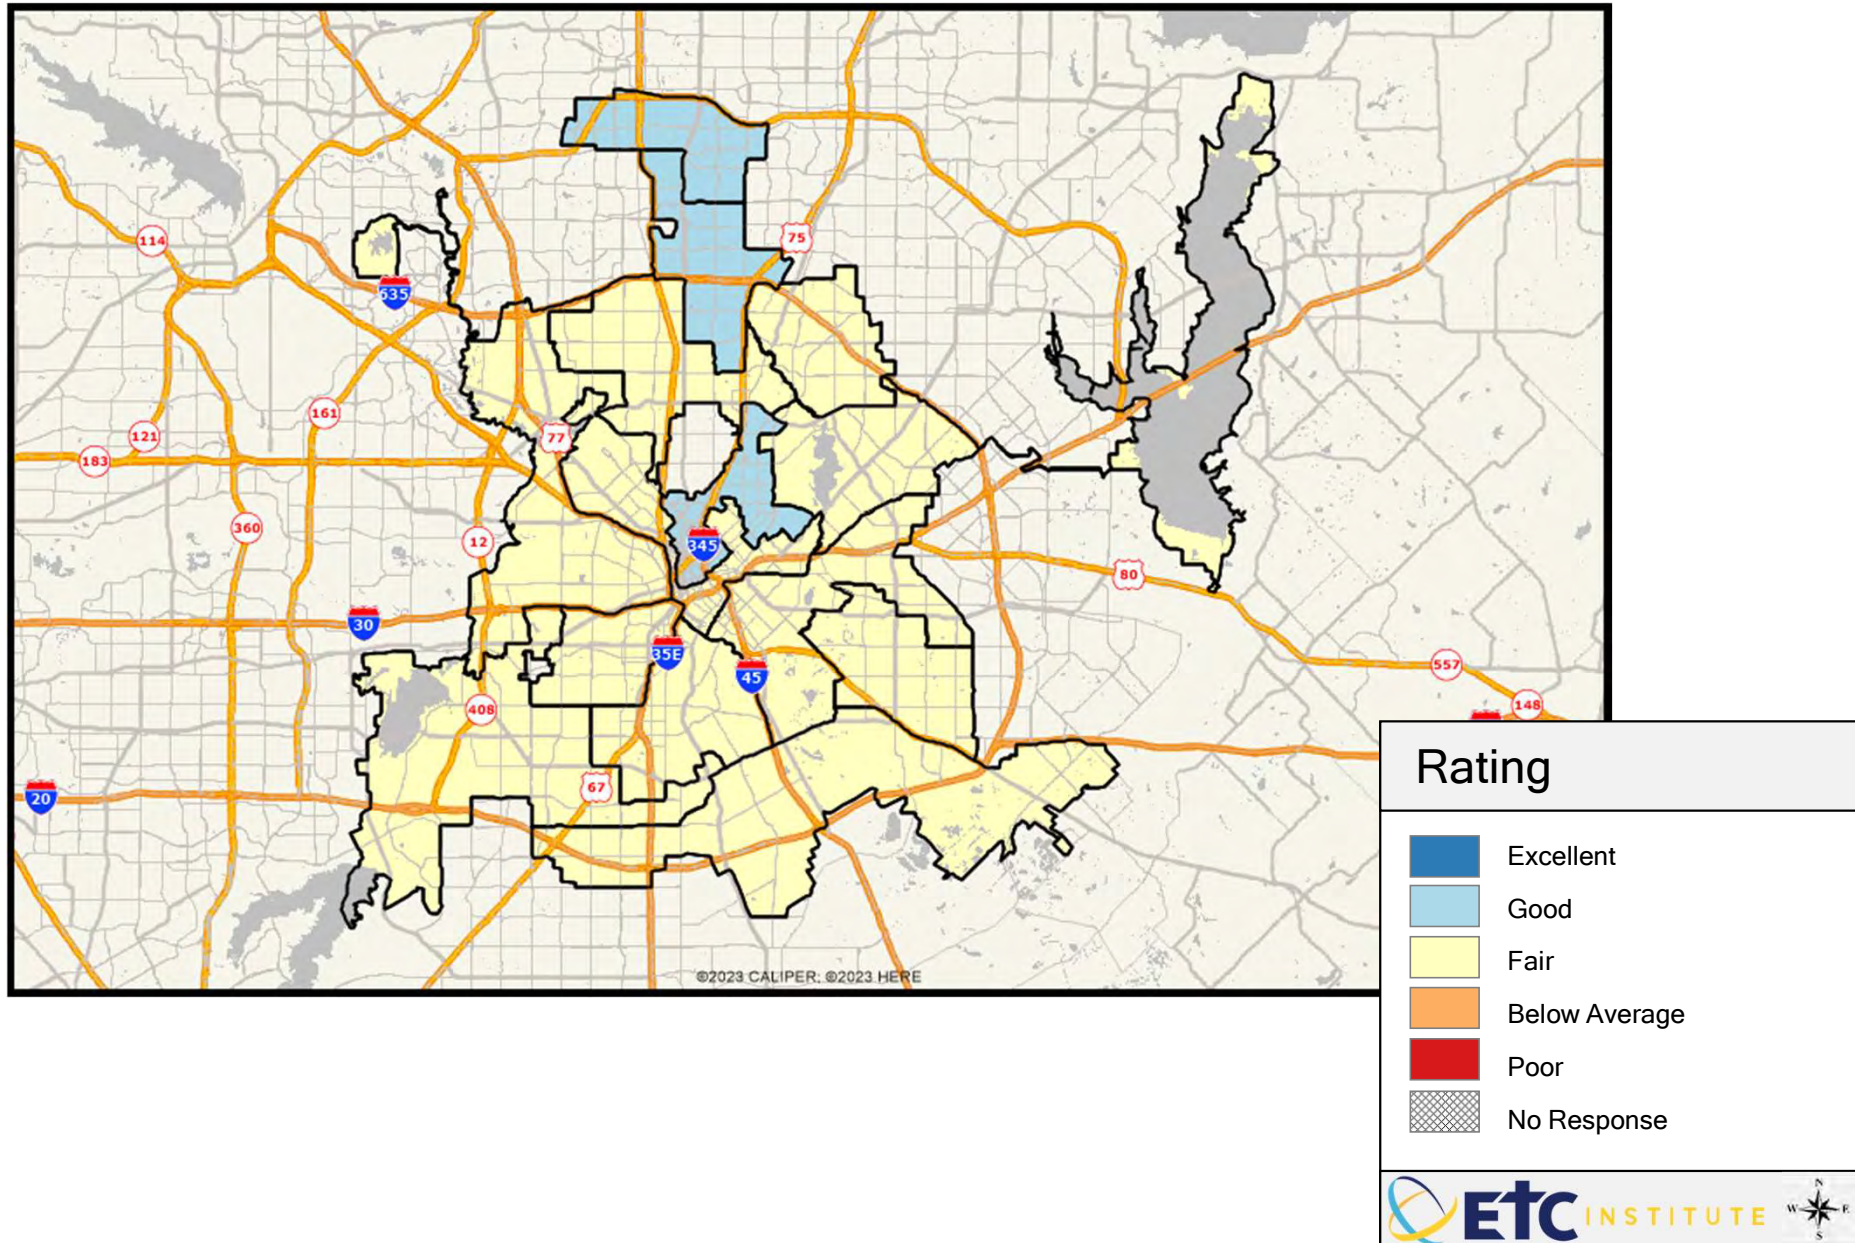 114
75
635
161
121
183
77
360
12
345
80
30
35E
45
557
408
148
67
20
©2023 CALIPER; ©2023 HERE
Rating
Excellent
Good
Fair
Below Average
Poor
No Response
N
W E
S
ETC INSTITUTE